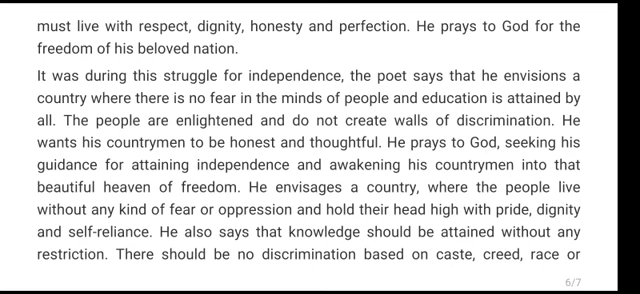 must live with respect, dignity, honesty and perfection. He prays to God for the
freedom of his beloved nation.
It was during this struggle for independence, the poet says that he envisions a
country where there is no fear in the minds of people and education is attained by
all. The people are enlightened and do not create walls of discrimination. He
wants his countrymen to be honest and thoughtful. He prays to God, seeking his
guidance for attaining independence and awakening his countrymen into that
beautiful heaven of freedom. He envisages a country, where the people live
without any kind of fear or oppression and hold their head high with pride, dignity
and self-reliance. He also says that knowledge should be attained without any
restriction. There should be no discrimination based on caste, creed, race or
6/7